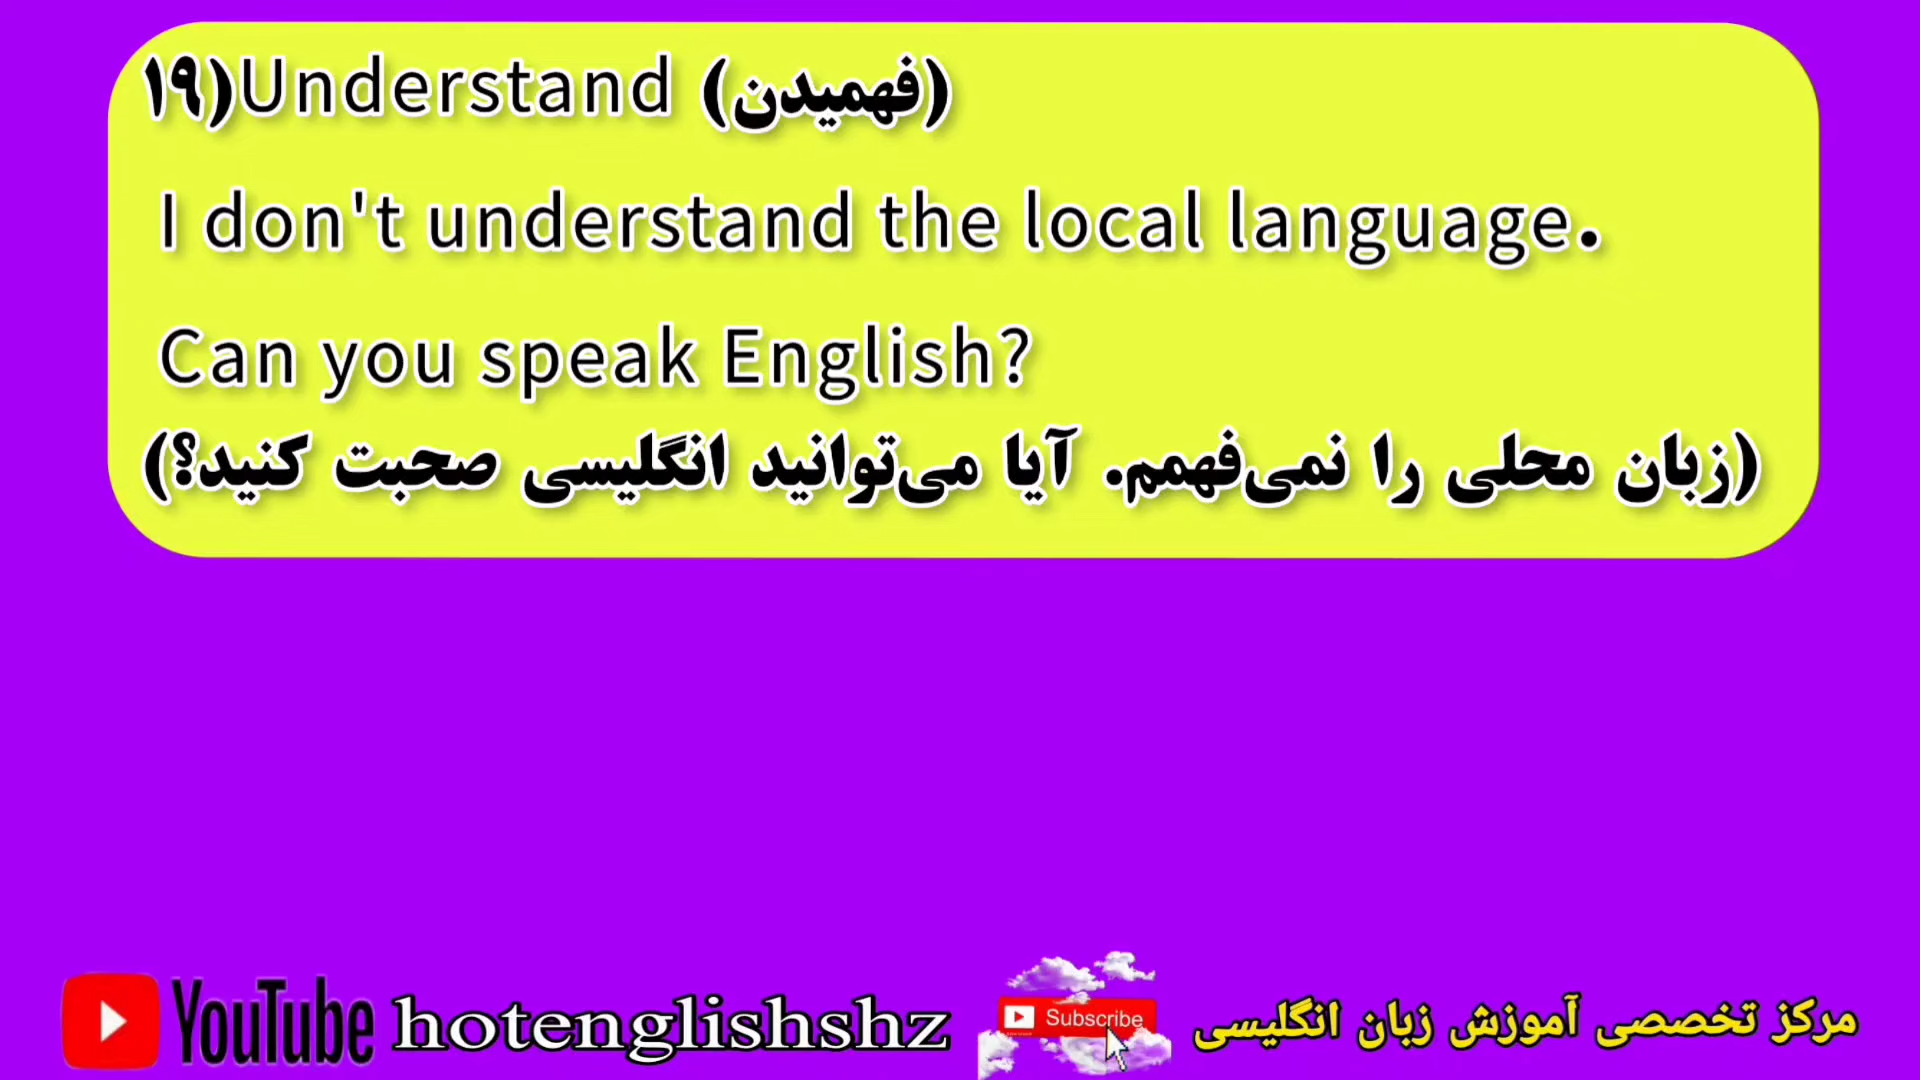 ۱۹)Understand (فهمیدن)
I don't understand the local language.
Can you speak English?
(زبان محلی را نمی‌فهمم. آیا می‌توانید انگلیسی صحبت کنید؟)
YouTube hotenglishshz Subscribe مرکز تخصصی آموزش زبان انگلیسی